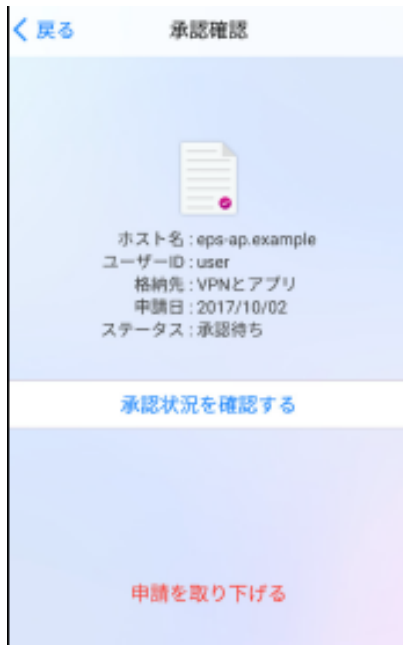 戻る 承認確認
ホスト名 : eps-ap.example
ユーザーID : user
格納先 : VPNとアプリ
申請日 : 2017/10/02
ステータス : 承認待ち
承認状況を確認する
申請を取り下げる